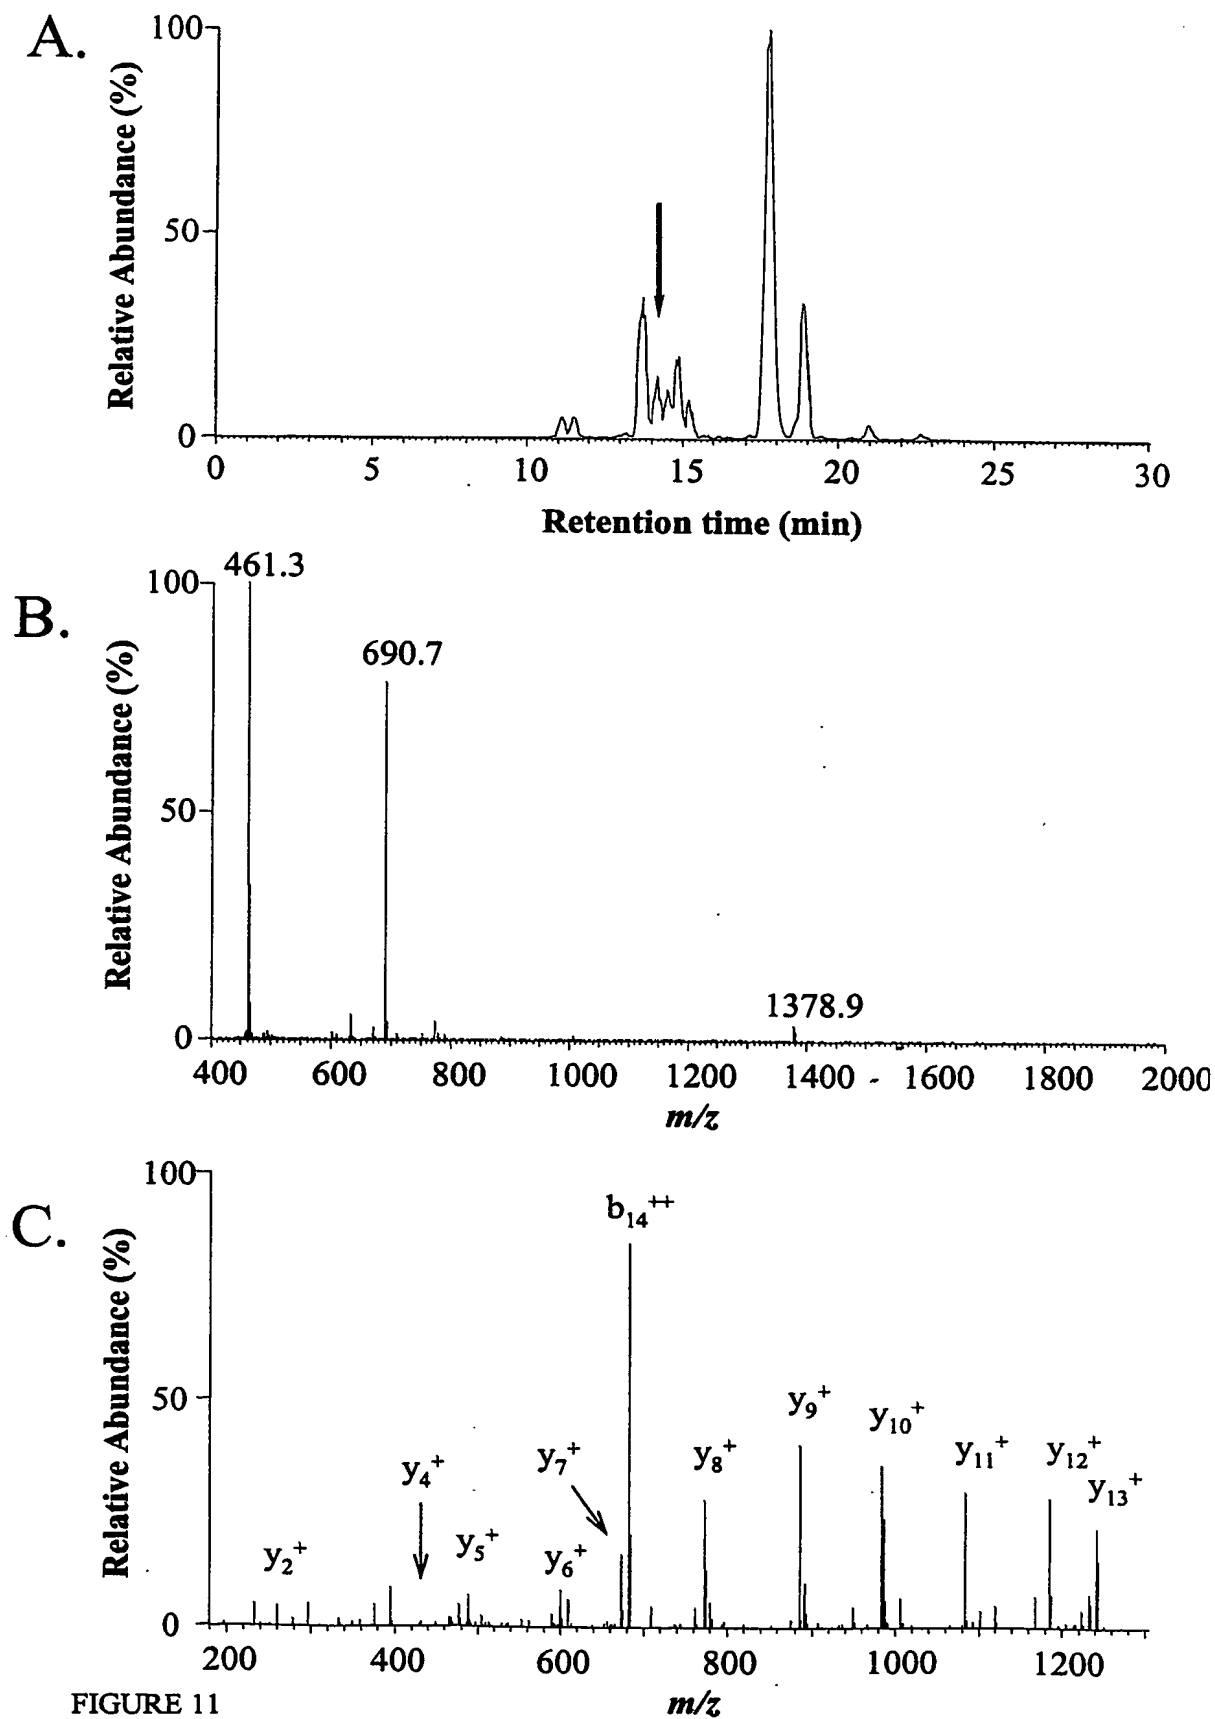 A.
Relative Abundance (%)
100
50
0
0 5 10 15 20 25 30
Retention time (min)
B.
Relative Abundance (%)
100
50
0
461.3
690.7
1378.9
400 600 800 1000 1200 1400 1600 1800 2000
m/z
C.
Relative Abundance (%)
100
50
0
b14++
y2+
y4+
y5+
y6+
y7+
y8+
y9+
y10+
y11+
y12+
y13+
200 400 600 800 1000 1200
m/z
FIGURE 11